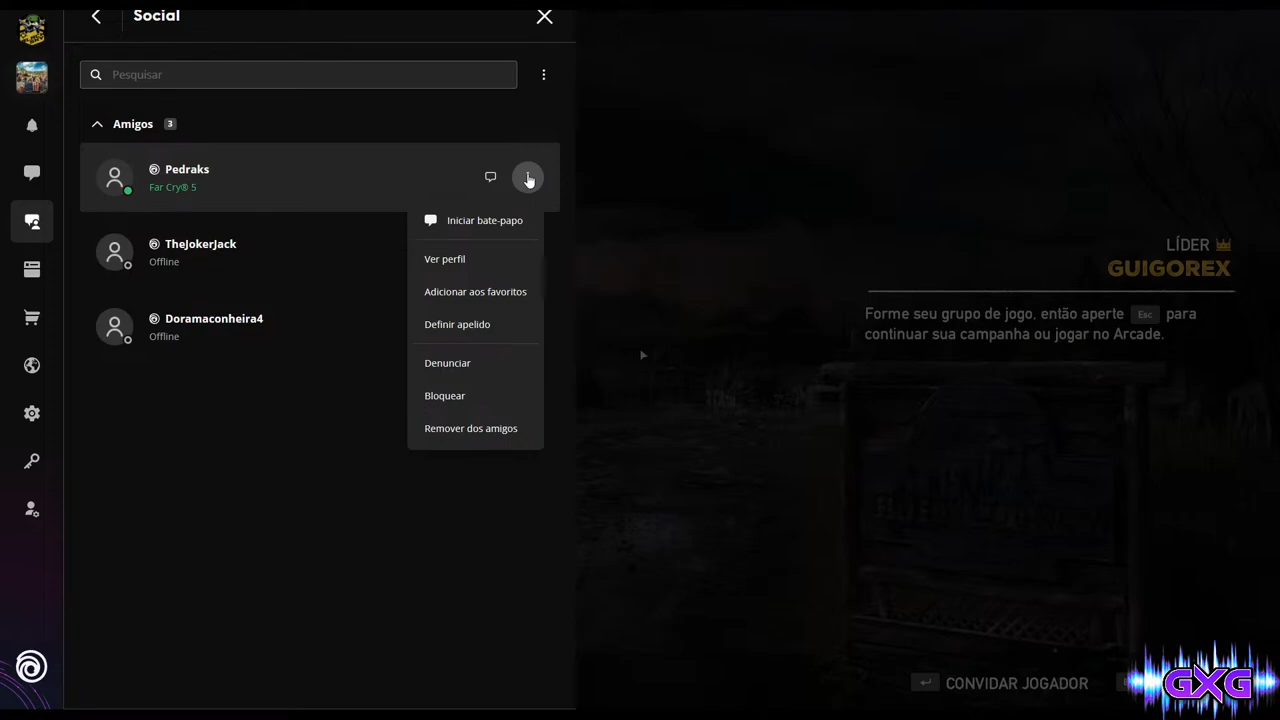 Social
Pesquisar
Amigos 3
Pedraks
Far Cry® 5
Iniciar bate-papo
Ver perfil
Adicionar aos favoritos
Definir apelido
Denunciar
Bloquear
Remover dos amigos
TheJokerJack
Offline
Doramaconheira4
Offline
LÍDER
GUIGOREX
Forme seu grupo de jogo, então aperte Esc para
continuar sua campanha ou jogar no Arcade.
CONVIDAR JOGADOR
GXG